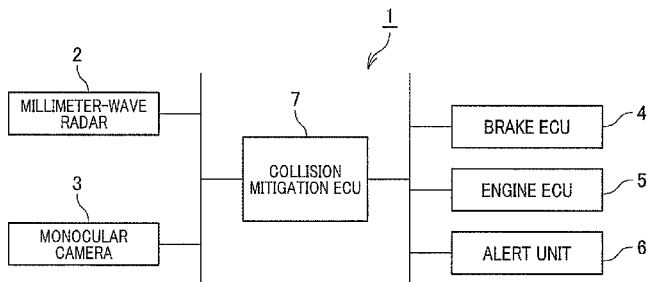 1
2
MILLIMETER-WAVE
RADAR
3
MONOCULAR
CAMERA
7
COLLISION
MITIGATION ECU
BRAKE ECU
4
ENGINE ECU
5
ALERT UNIT
6